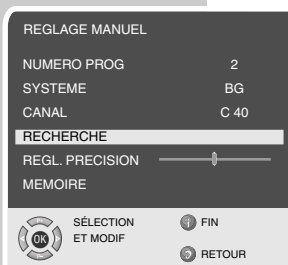 REGLAGE MANUEL
NUMERO PROG 2
SYSTEME BG
CANAL C 40
RECHERCHE
REGL. PRECISION
MEMOIRE
SÉLECTION
ET MODIF
OK
FIN
RETOUR